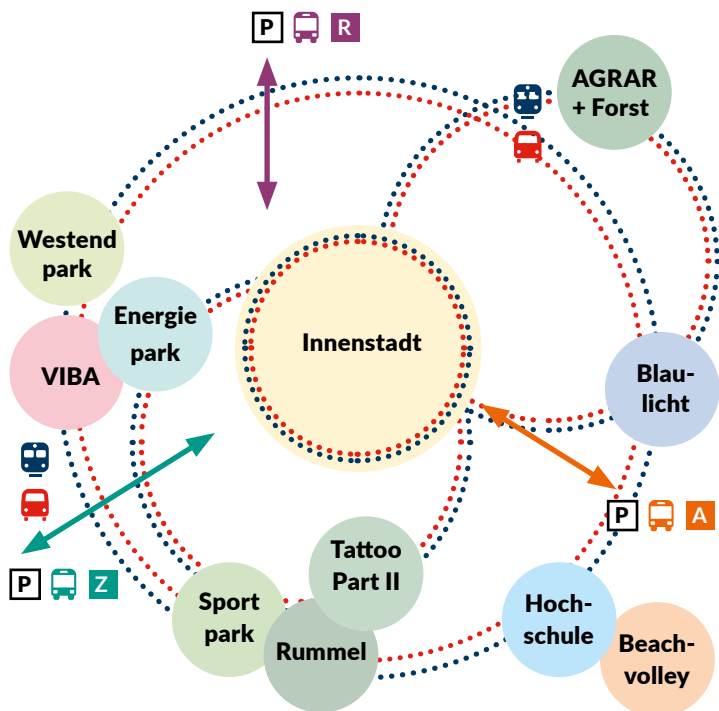 P R
AGRAR
+ Forst
Westend
park
Energie
park
Innenstadt
VIBA
Blau-
licht
P A
Tattoo
Part II
P Z
Sport
park
Hoch-
schule
Rummel
Beach-
volley